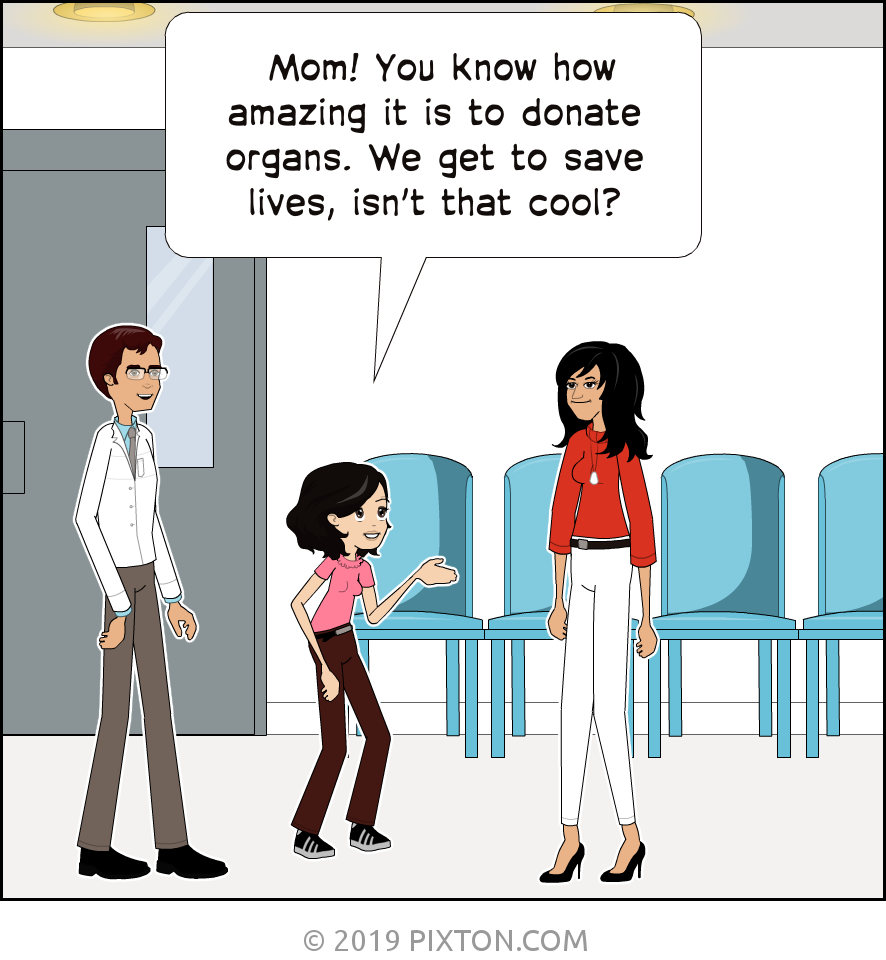 Mom! You know how
amazing it is to donate
organs. We get to save
lives, isn't that cool?
© 2019 PIXTON.COM